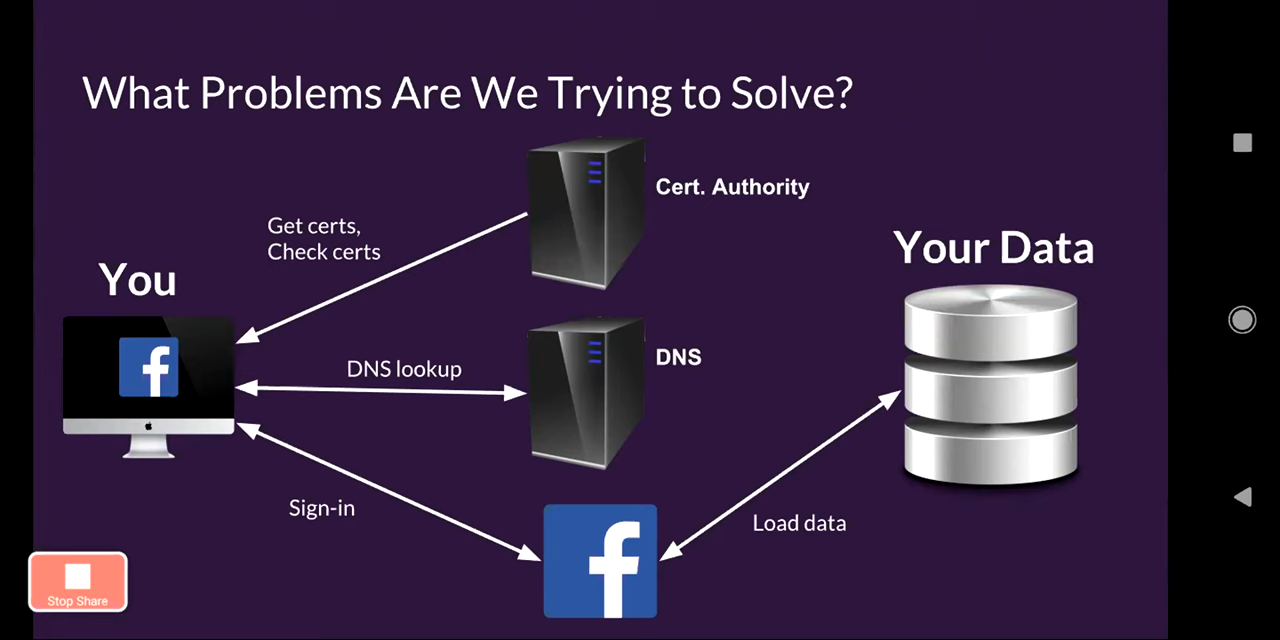 What Problems Are We Trying to Solve?
Cert. Authority
Get certs,
Check certs
Your Data
You
DNS
DNS lookup
Sign-in
Load data
Stop Share